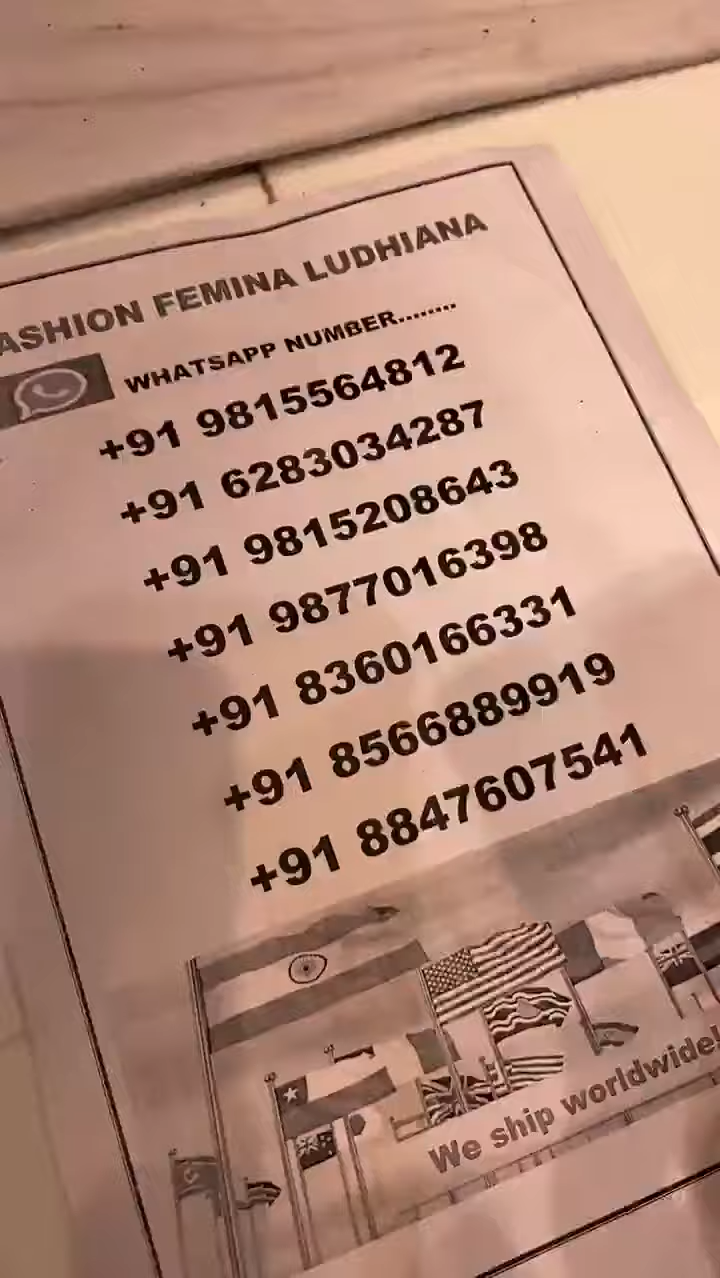 ASHION FEMINA LUDHIANA
WHATSAPP NUMBER........
+91 9815564812
+91 6283034287
+91 9815208643
+91 9877016398
+91 8360166331
+91 8566889919
+91 8847607541
We ship worldwide!